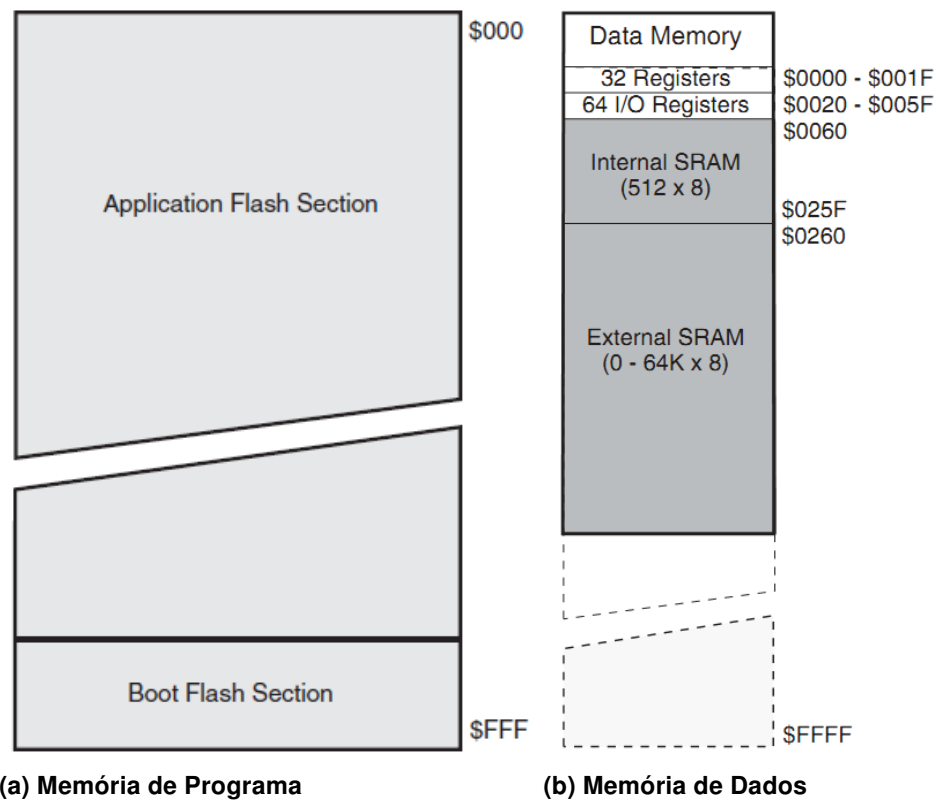 $000
Application Flash Section
Boot Flash Section
$FFF
(a) Memória de Programa
Data Memory
32 Registers
$0000 - $001F
64 I/O Registers
$0020 - $005F
$0060
Internal SRAM
(512 x 8)
$025F
$0260
External SRAM
(0 - 64K x 8)
$FFFF
(b) Memória de Dados